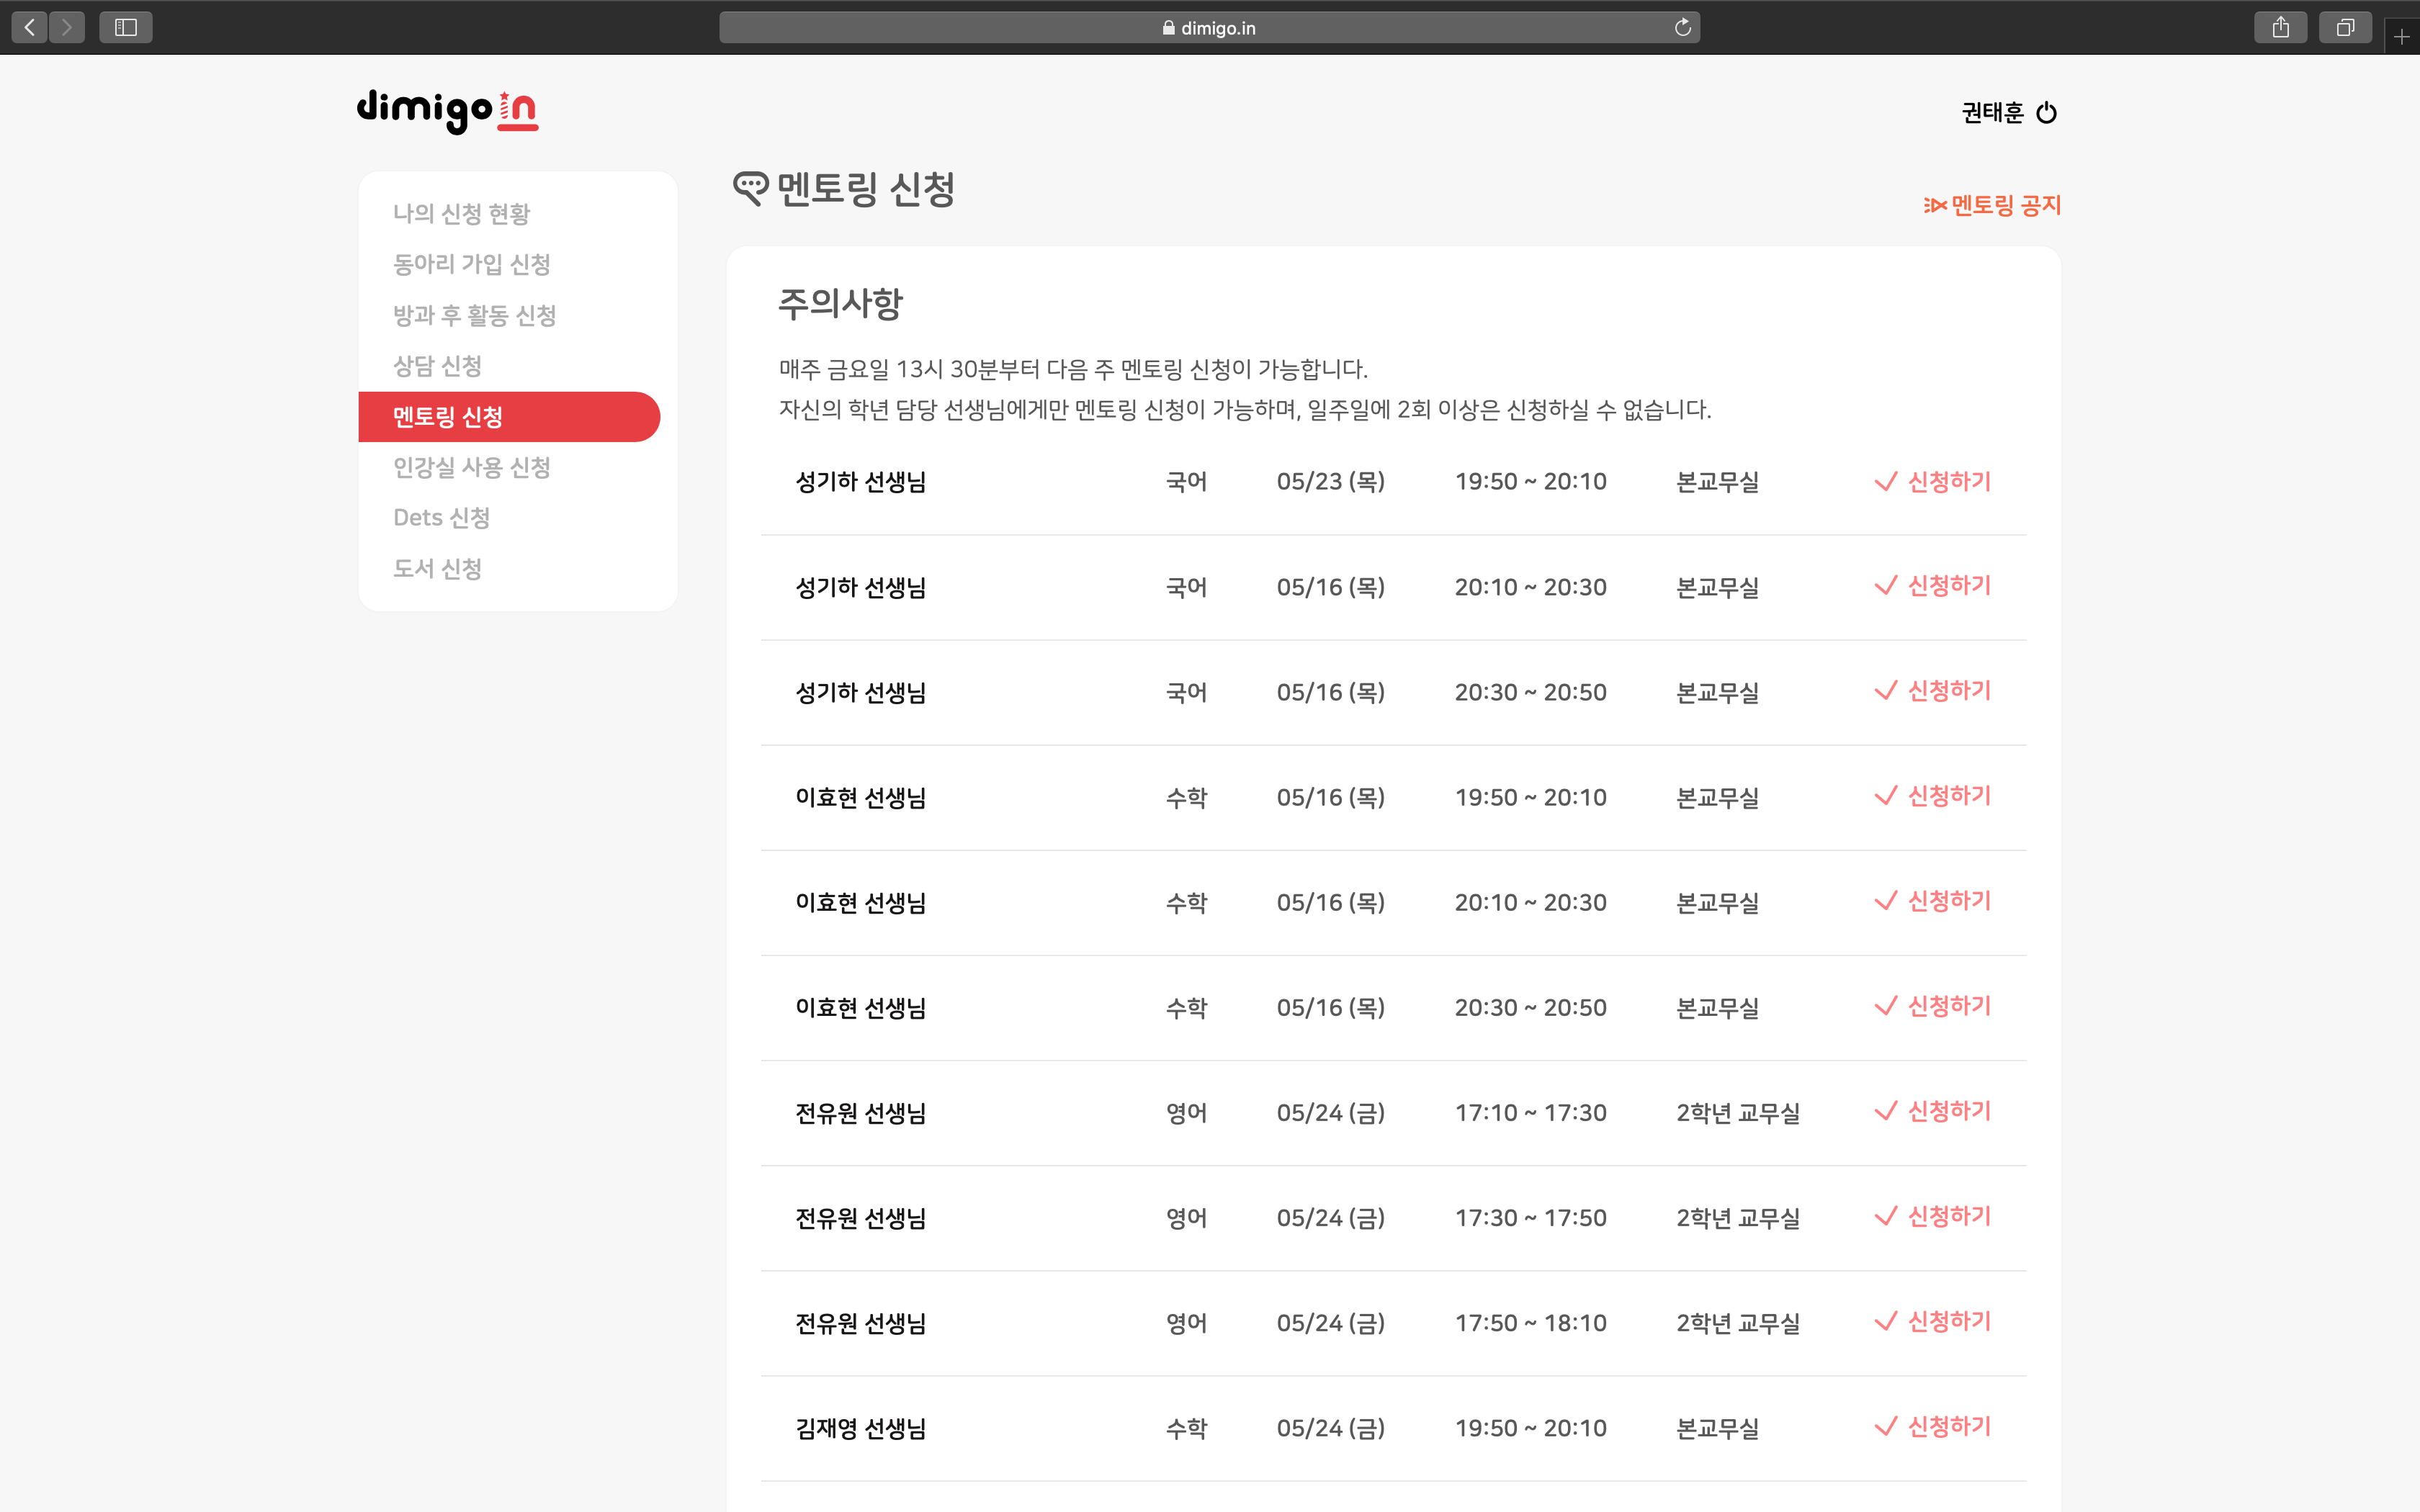 dimigo.in
dimigoin
권태훈
나의 신청 현황
동아리 가입 신청
방과 후 활동 신청
상담 신청
멘토링 신청
인강실 사용 신청
Dets 신청
도서 신청
멘토링 신청
멘토링 공지
주의사항
매주 금요일 13시 30분부터 다음 주 멘토링 신청이 가능합니다.
자신의 학년 담당 선생님에게만 멘토링 신청이 가능하며, 일주일에 2회 이상은 신청하실 수 없습니다.
성기하 선생님 국어 05/23 (목) 19:50 ~ 20:10 본교무실 신청하기
성기하 선생님 국어 05/16 (목) 20:10 ~ 20:30 본교무실 신청하기
성기하 선생님 국어 05/16 (목) 20:30 ~ 20:50 본교무실 신청하기
이효현 선생님 수학 05/16 (목) 19:50 ~ 20:10 본교무실 신청하기
이효현 선생님 수학 05/16 (목) 20:10 ~ 20:30 본교무실 신청하기
이효현 선생님 수학 05/16 (목) 20:30 ~ 20:50 본교무실 신청하기
전유원 선생님 영어 05/24 (금) 17:10 ~ 17:30 2학년 교무실 신청하기
전유원 선생님 영어 05/24 (금) 17:30 ~ 17:50 2학년 교무실 신청하기
전유원 선생님 영어 05/24 (금) 17:50 ~ 18:10 2학년 교무실 신청하기
김재영 선생님 수학 05/24 (금) 19:50 ~ 20:10 본교무실 신청하기